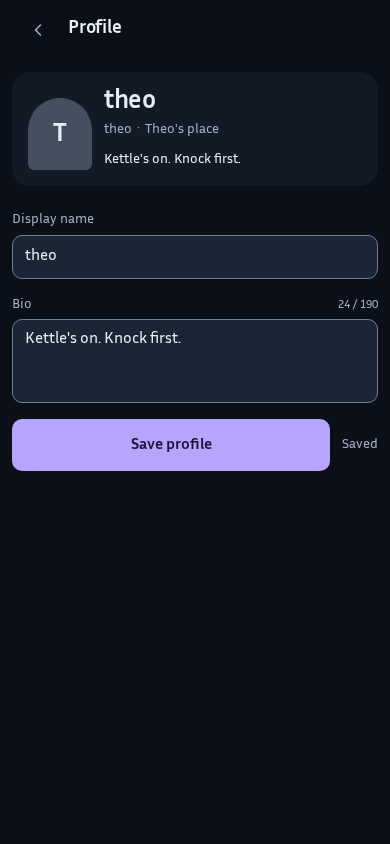 Profile
T
theo
theo · Theo's place
Kettle's on. Knock first.
Display name
theo
Bio
24 / 190
Kettle's on. Knock first.
Save profile
Saved